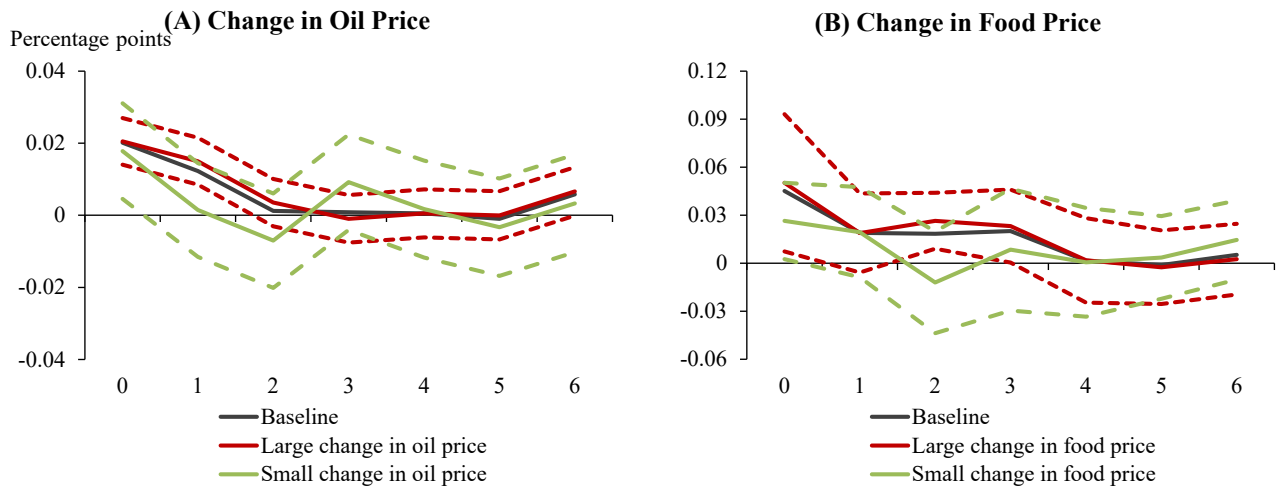 (A) Change in Oil Price
Percentage points
0.04
0.02
0
-0.02
-0.04
0 1 2 3 4 5 6
Baseline
Large change in oil price
Small change in oil price
(B) Change in Food Price
0.12
0.09
0.06
0.03
0
-0.03
-0.06
0 1 2 3 4 5 6
Baseline
Large change in food price
Small change in food price